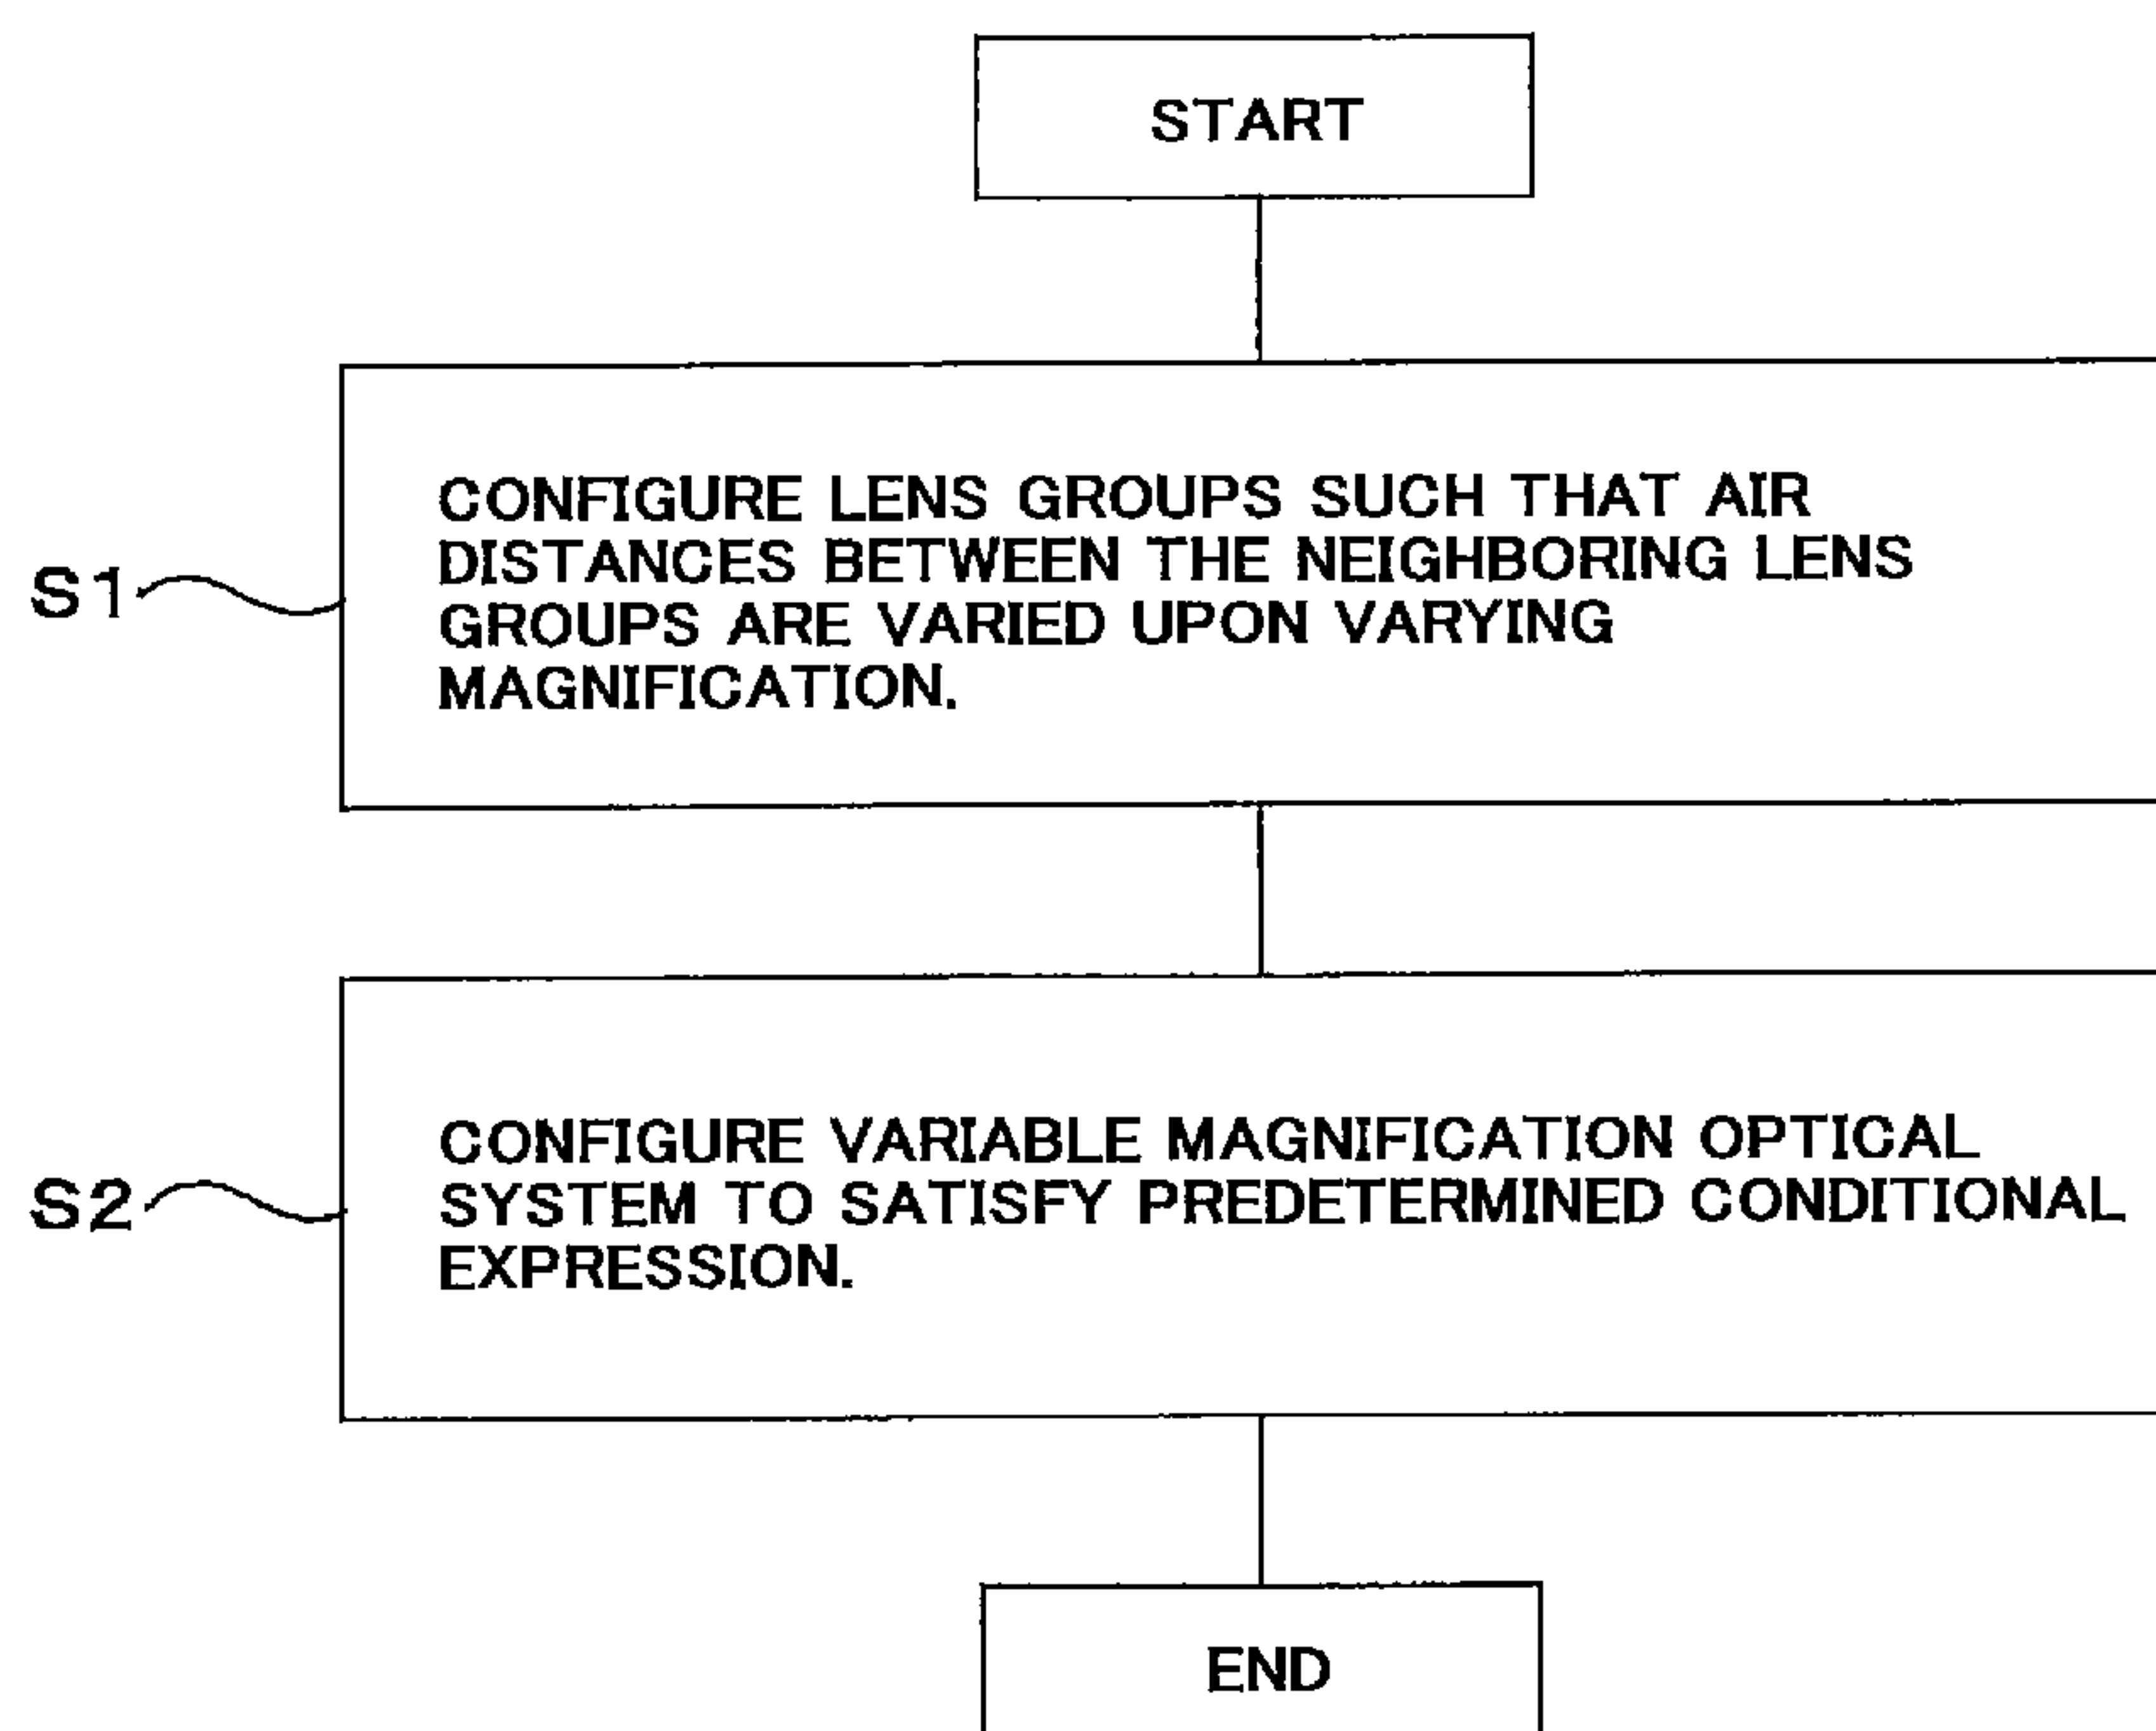 START
CONFIGURE LENS GROUPS SUCH THAT AIR
DISTANCES BETWEEN THE NEIGHBORING LENS
GROUPS ARE VARIED UPON VARYING
MAGNIFICATION.
S1
CONFIGURE VARIABLE MAGNIFICATION OPTICAL
SYSTEM TO SATISFY PREDETERMINED CONDITIONAL
EXPRESSION.
S2
END